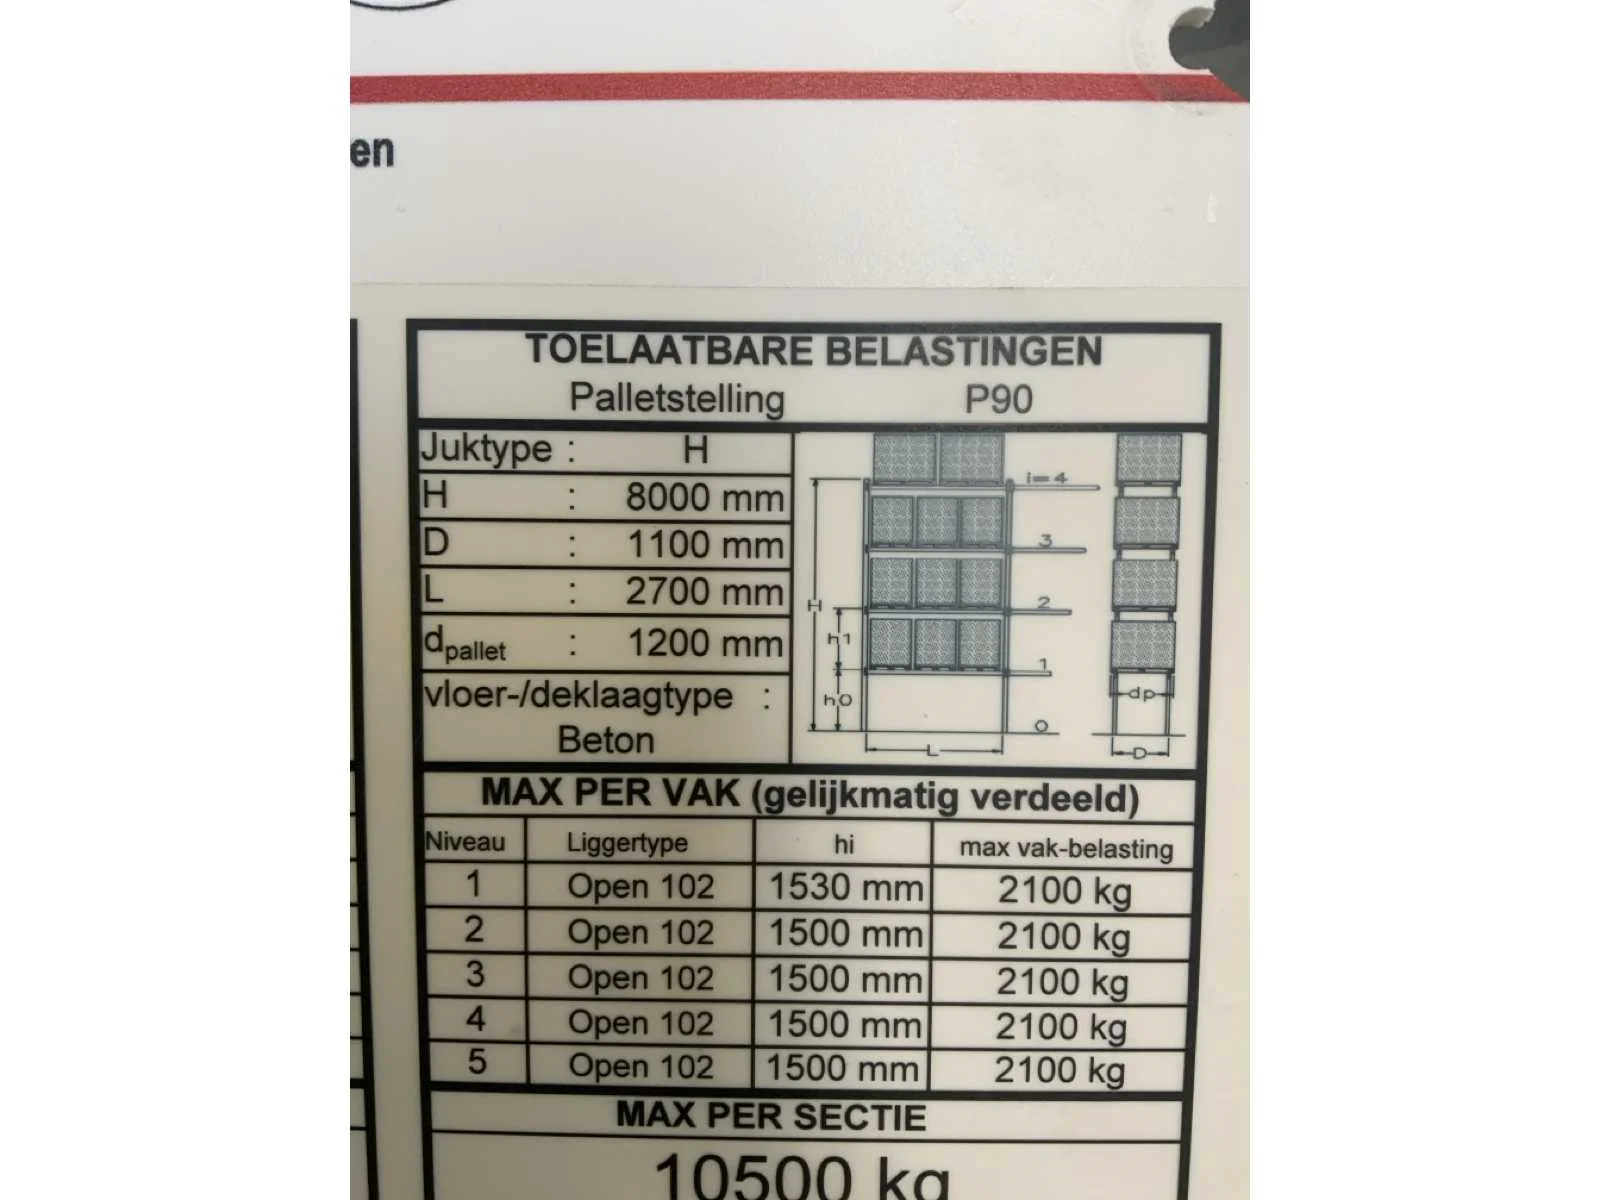 en
TOELAATBARE BELASTINGEN
Palletstelling P90
Juktype : H
H : 8000 mm
D : 1100 mm
L : 2700 mm
dpallet : 1200 mm
vloer-/deklaagtype :
Beton
i=4
3
H
2
h1
1
h0
dp
0
L
D
MAX PER VAK (gelijkmatig verdeeld)
Niveau Liggertype hi max vak-belasting
1 Open 102 1530 mm 2100 kg
2 Open 102 1500 mm 2100 kg
3 Open 102 1500 mm 2100 kg
4 Open 102 1500 mm 2100 kg
5 Open 102 1500 mm 2100 kg
MAX PER SECTIE
10500 kg